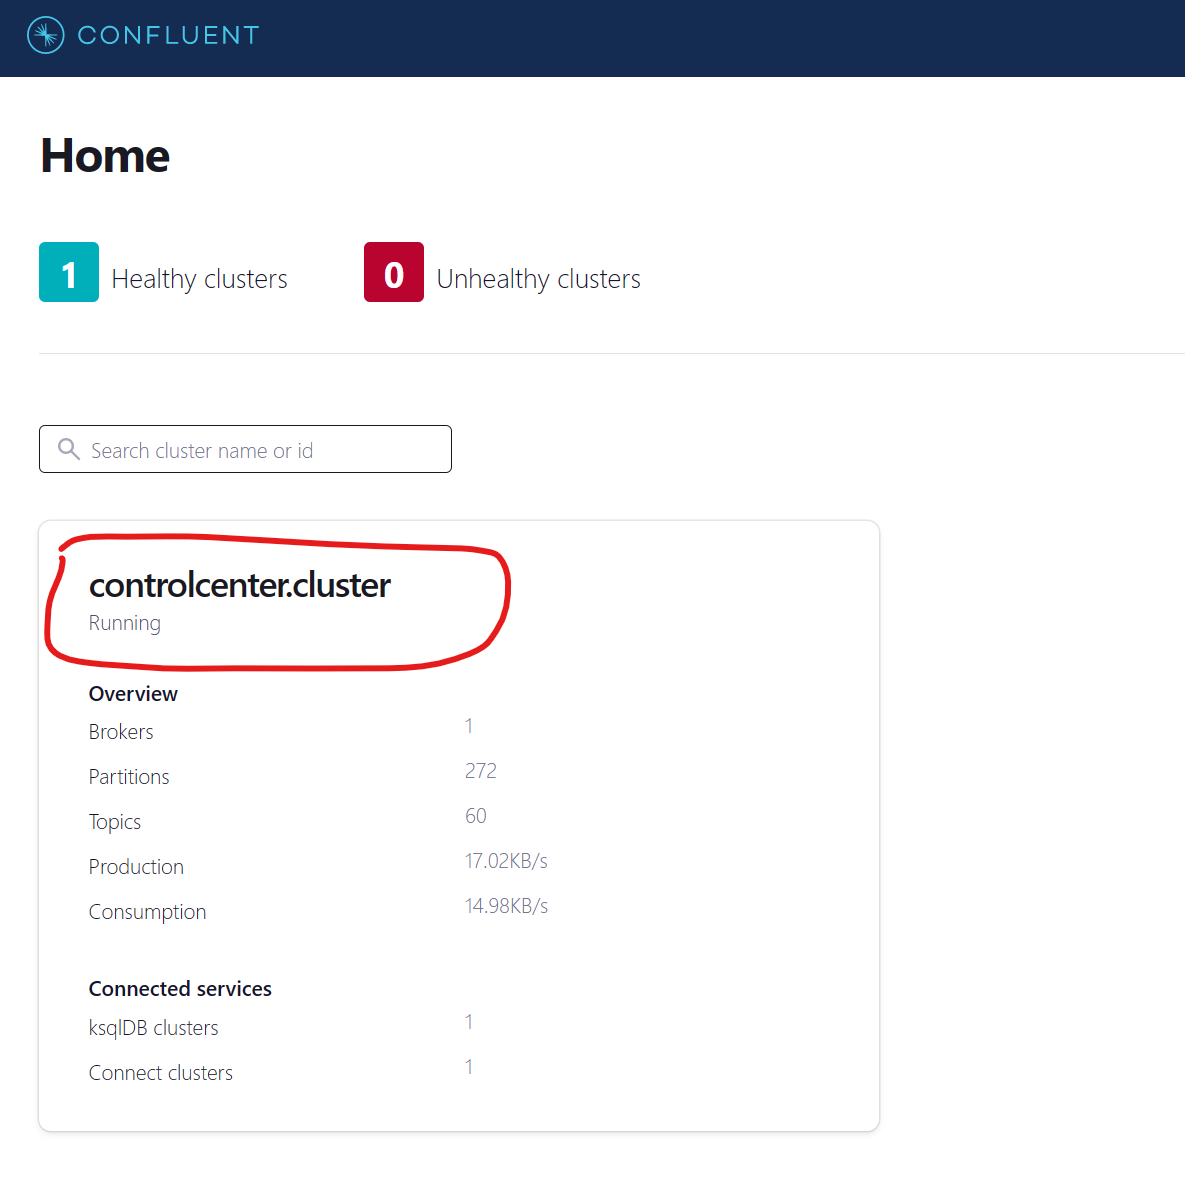 CONFLUENT
Home
1 Healthy clusters 0 Unhealthy clusters
Search cluster name or id
controlcenter.cluster
Running
Overview
Brokers 1
Partitions 272
Topics 60
Production 17.02KB/s
Consumption 14.98KB/s
Connected services
ksqlDB clusters 1
Connect clusters 1